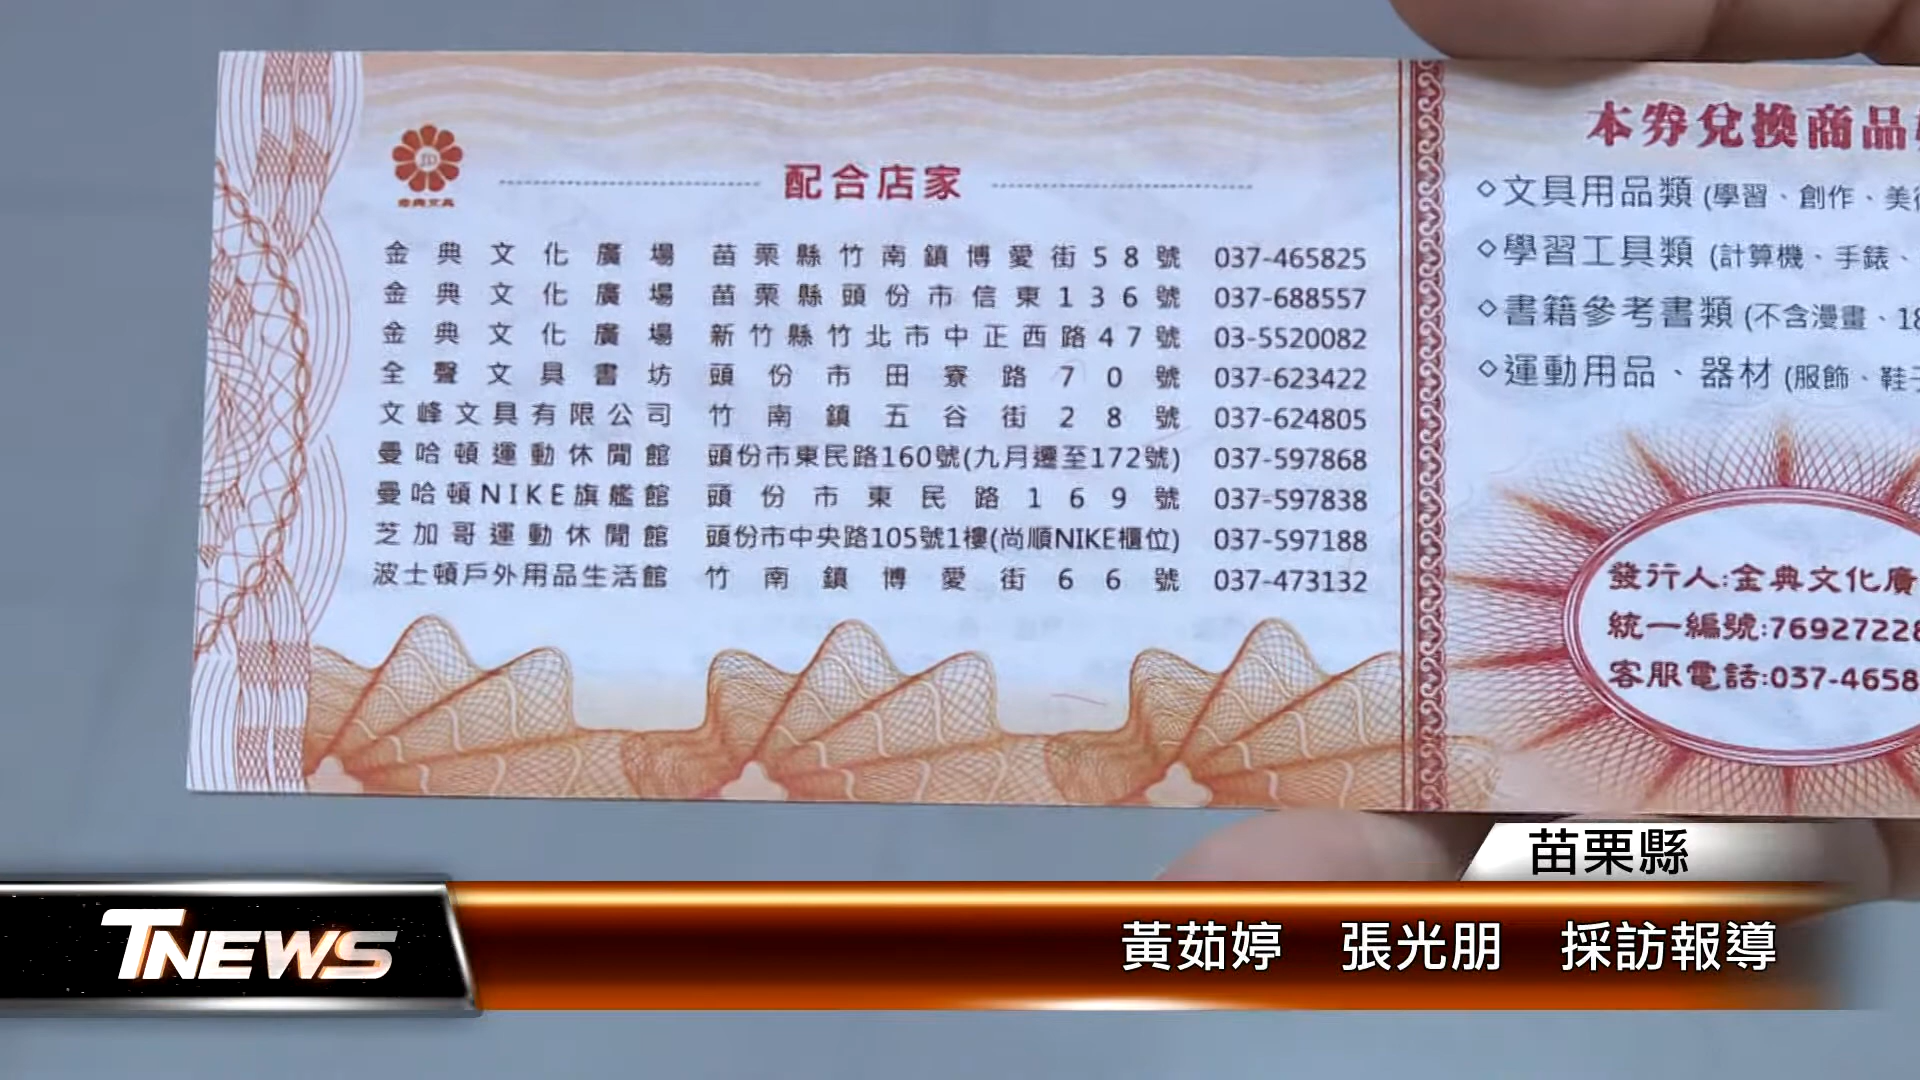 配合店家
金典文化廣場 苗栗縣竹南鎮博愛街58號 037-465825
金典文化廣場 苗栗縣頭份市信東136號 037-688557
金典文化廣場 新竹縣竹北市中正西路47號 03-5520082
全聲文具書坊 頭份市田寮路70號 037-623422
文峰文具有限公司 竹南鎮五谷街28號 037-624805
曼哈頓運動休閒館 頭份市東民路160號(九月遷至172號) 037-597868
曼哈頓NIKE旗艦館 頭份市東民路169號 037-597838
芝加哥運動休閒館 頭份市中央路105號1樓(尚順NIKE櫃位) 037-597188
波士頓戶外用品生活館 竹南鎮博愛街66號 037-473132
本券兌換商品
◇文具用品類 (學習、創作、美
◇學習工具類 (計算機、手錶、
◇書籍參考書類 (不含漫畫、18
◇運動用品、器材 (服飾、鞋
發行人:金典文化廣
統一編號:76927228
客服電話:037-4658
苗栗縣
TNEWS
黃茹婷 張光朋 採訪報導